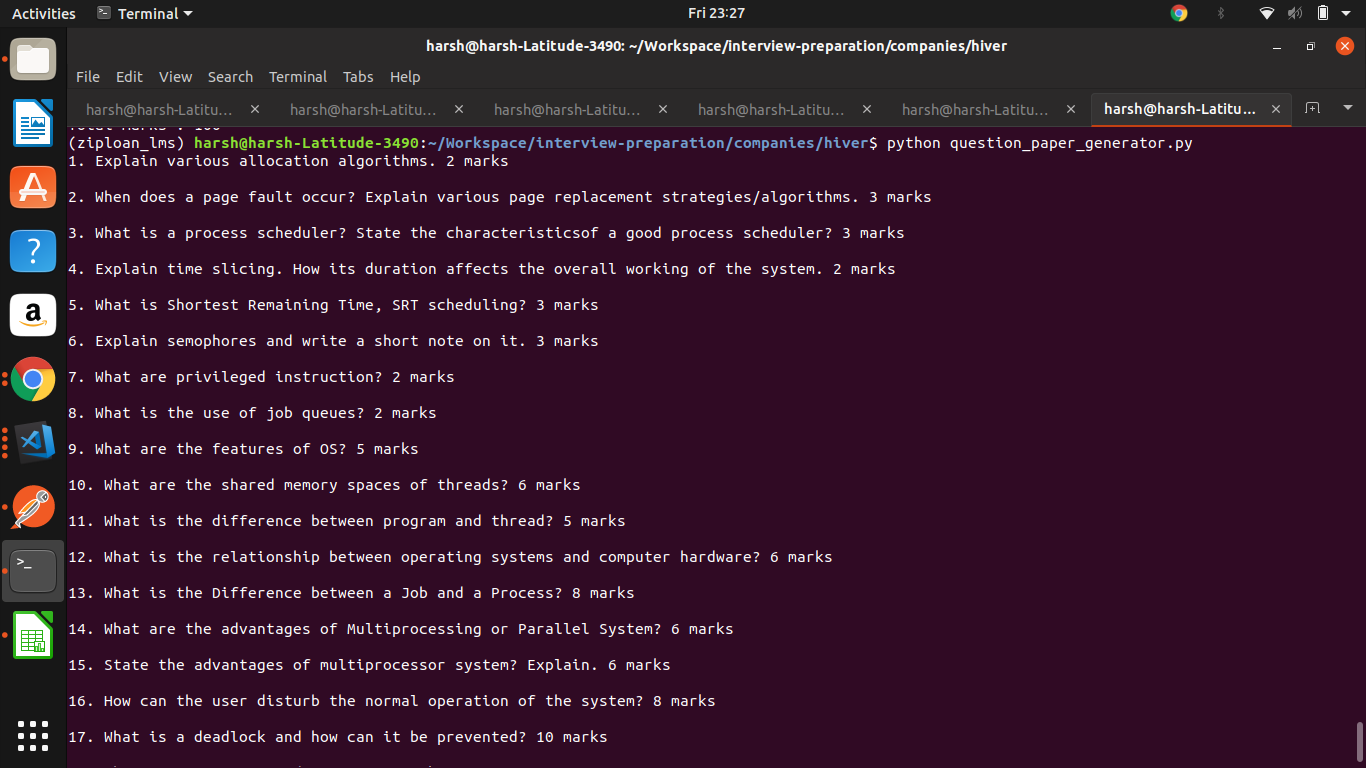 Activities
Terminal
Fri 23:27
harsh@harsh-Latitude-3490: ~/Workspace/interview-preparation/companies/hiver
File Edit View Search Terminal Tabs Help
harsh@harsh-Latitu... harsh@harsh-Latitu... harsh@harsh-Latitu... harsh@harsh-Latitu... harsh@harsh-Latitu... harsh@harsh-Latitu...
(ziploan_lms) harsh@harsh-Latitude-3490:~/Workspace/interview-preparation/companies/hiver$ python question_paper_generator.py
1. Explain various allocation algorithms. 2 marks
2. When does a page fault occur? Explain various page replacement strategies/algorithms. 3 marks
3. What is a process scheduler? State the characteristicsof a good process scheduler? 3 marks
4. Explain time slicing. How its duration affects the overall working of the system. 2 marks
5. What is Shortest Remaining Time, SRT scheduling? 3 marks
6. Explain semophores and write a short note on it. 3 marks
7. What are privileged instruction? 2 marks
8. What is the use of job queues? 2 marks
9. What are the features of OS? 5 marks
10. What are the shared memory spaces of threads? 6 marks
11. What is the difference between program and thread? 5 marks
12. What is the relationship between operating systems and computer hardware? 6 marks
13. What is the Difference between a Job and a Process? 8 marks
14. What are the advantages of Multiprocessing or Parallel System? 6 marks
15. State the advantages of multiprocessor system? Explain. 6 marks
16. How can the user disturb the normal operation of the system? 8 marks
17. What is a deadlock and how can it be prevented? 10 marks